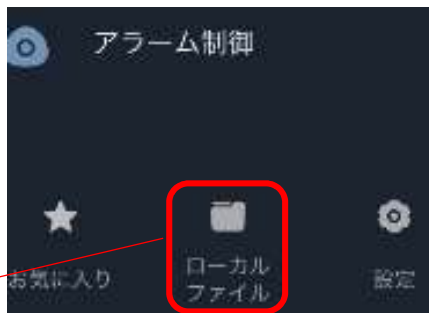 アラーム制御
お気に入り
ローカル
ファイル
設定